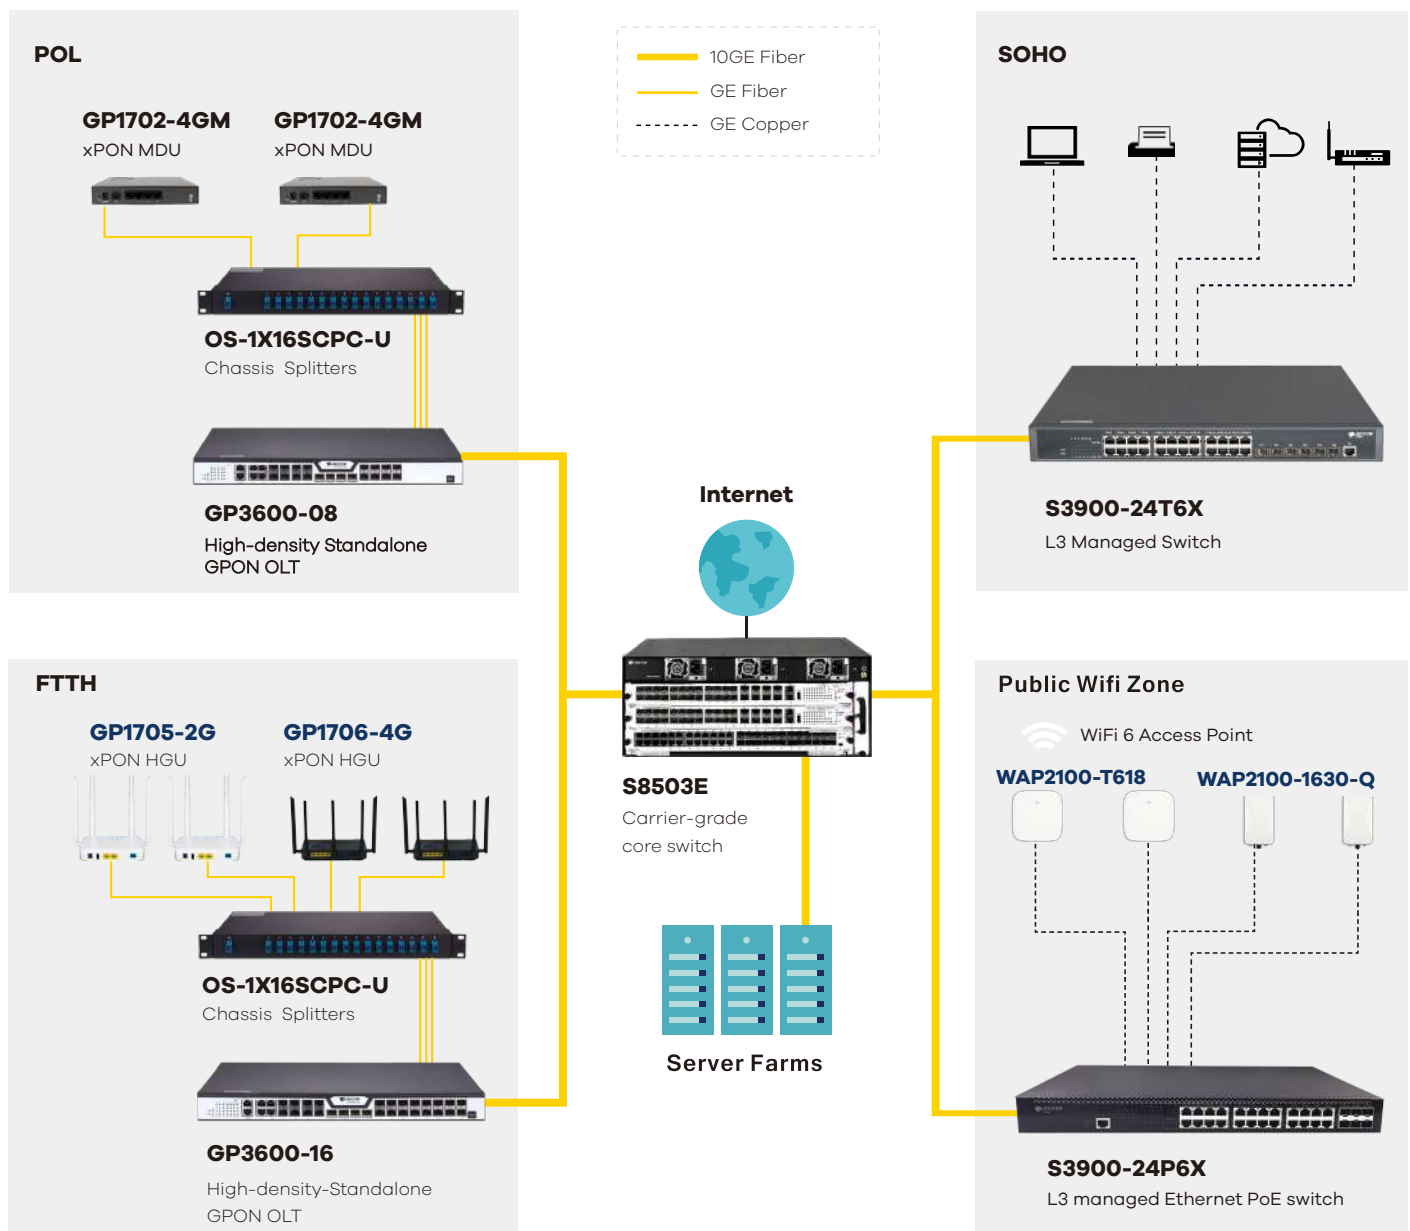 POL
GP1702-4GM
xPON MDU
GP1702-4GM
xPON MDU
OS-1X16SCPC-U
Chassis Splitters
GP3600-08
High-density Standalone
GPON OLT
10GE Fiber
GE Fiber
GE Copper
SOHO
S3900-24T6X
L3 Managed Switch
Internet
S8503E
Carrier-grade
core switch
Server Farms
FTTH
GP1705-2G
xPON HGU
GP1706-4G
xPON HGU
OS-1X16SCPC-U
Chassis Splitters
GP3600-16
High-density-Standalone
GPON OLT
Public Wifi Zone
WiFi 6 Access Point
WAP2100-T618
WAP2100-1630-Q
S3900-24P6X
L3 managed Ethernet PoE switch